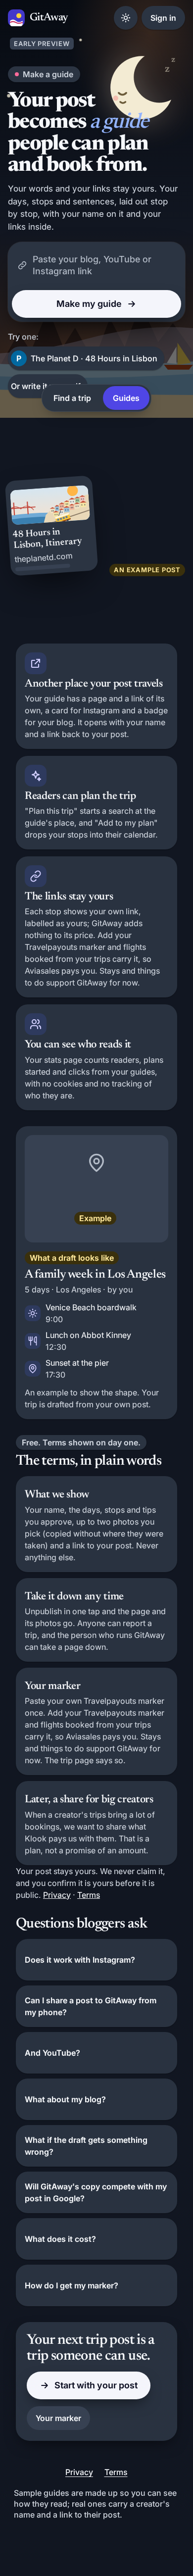 GitAway
Sign in
EARLY PREVIEW
Make a guide
Your post
becomes a guide
people can plan
and book from.
Your words and your links stay yours. Your
days, stops and sentences, laid out stop
by stop, with your name on it and your
links inside.
Paste your blog, YouTube or
Instagram link
Make my guide →
Try one:
P The Planet D · 48 Hours in Lisbon
Find a trip
Guides
48 Hours in
Lisbon, Itinerary
theplanetd.com
AN EXAMPLE POST
Another place your post travels
Your guide has a page and a link of its
own, a card for Instagram and a badge
for your blog. It opens with your name
and a link back to your post.
Readers can plan the trip
"Plan this trip" starts a search at the
guide's place, and "Add to my plan"
drops your stops into their calendar.
The links stay yours
Each stop shows your own link,
labelled as yours; GitAway adds
nothing to its price. Add your
Travelpayouts marker and flights
booked from your trips carry it, so
Aviasales pays you. Stays and things
to do support GitAway for now.
You can see who reads it
Your stats page counts readers, plans
started and clicks from your guides,
with no cookies and no tracking of
who they are.
Example
What a draft looks like
A family week in Los Angeles
5 days · Los Angeles · by you
Venice Beach boardwalk
9:00
Lunch on Abbot Kinney
12:30
Sunset at the pier
17:30
An example to show the shape. Your
trip is drafted from your own post.
Free. Terms shown on day one.
The terms, in plain words
What we show
Your name, the days, stops and tips
you approve, up to two photos you
pick (copied without where they were
taken) and a link to your post. Never
anything else.
Take it down any time
Unpublish in one tap and the page and
its photos go. Anyone can report a
trip, and the person who runs GitAway
can take a page down.
Your marker
Paste your own Travelpayouts marker
once. Add your Travelpayouts marker
and flights booked from your trips
carry it, so Aviasales pays you. Stays
and things to do support GitAway for
now. The trip page says so.
Later, a share for big creators
When a creator's trips bring a lot of
bookings, we want to share what
Klook pays us with them. That is a
plan, not a promise of an amount.
Your post stays yours. We never claim it,
and you confirm it is yours before it is
public. Privacy · Terms
Questions bloggers ask
Does it work with Instagram?
Can I share a post to GitAway from
my phone?
And YouTube?
What about my blog?
What if the draft gets something
wrong?
Will GitAway's copy compete with my
post in Google?
What does it cost?
How do I get my marker?
Your next trip post is a
trip someone can use.
→ Start with your post
Your marker
Privacy Terms
Sample guides are made up so you can see
how they read; real ones carry a creator's
name and a link to their post.